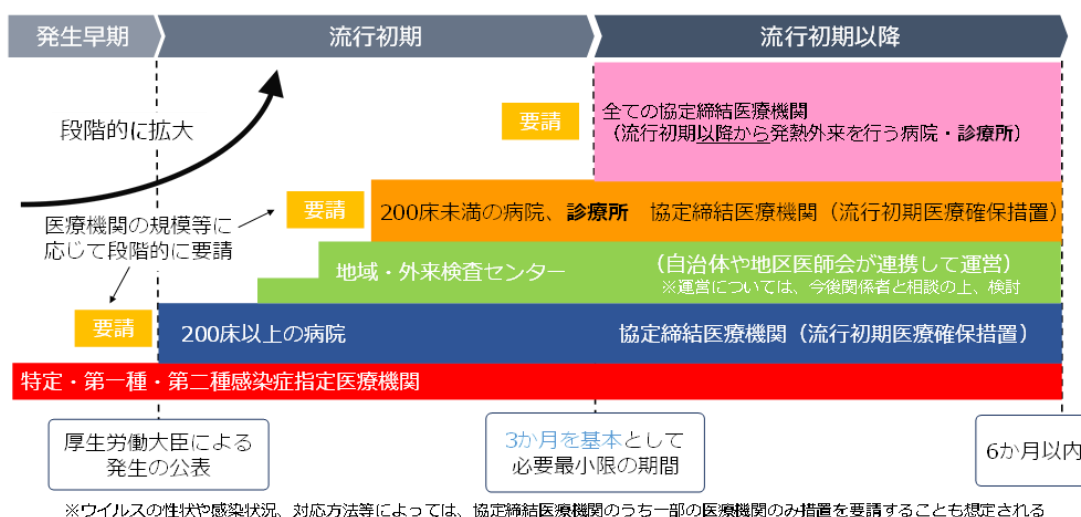 発生早期
流行初期
流行初期以降
段階的に拡大
要請
全ての協定締結医療機関
（流行初期以降から発熱外来を行う病院・診療所）
医療機関の規模等に
応じて段階的に要請
要請
200床未満の病院、診療所　協定締結医療機関（流行初期医療確保措置）
地域・外来検査センター
（自治体や地区医師会が連携して運営）
※運営については、今後関係者と相談の上、検討
要請
200床以上の病院
協定締結医療機関（流行初期医療確保措置）
特定・第一種・第二種感染症指定医療機関
厚生労働大臣による
発生の公表
3か月を基本として
必要最小限の期間
6か月以内
※ウイルスの性状や感染状況、対応方法等によっては、協定締結医療機関のうち一部の医療機関のみ措置を要請することも想定される